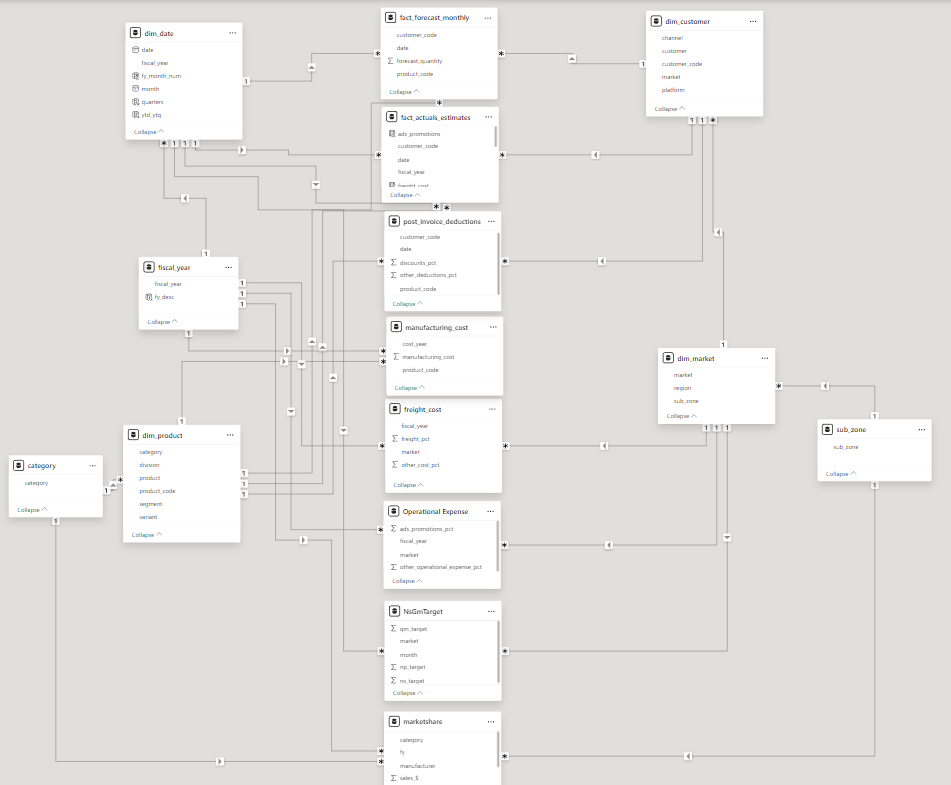 dim_date
date
fiscal_year
fy_month_num
month
quarters
ytd_ytg
Collapse
fact_forecast_monthly
customer_code
date
forecast_quantity
product_code
Collapse
dim_customer
channel
customer
customer_code
market
platform
Collapse
fact_actuals_estimates
ads_promotions
customer_code
date
fiscal_year
freight_cost
Collapse
post_invoice_deductions
customer_code
date
discounts_pct
other_deductions_pct
product_code
Collapse
fiscal_year
fiscal_year
fy_desc
Collapse
manufacturing_cost
cost_year
manufacturing_cost
product_code
Collapse
dim_market
market
region
sub_zone
Collapse
freight_cost
fiscal_year
freight_pct
market
other_cost_pct
Collapse
sub_zone
sub_zone
Collapse
dim_product
category
division
product
product_code
segment
variant
Collapse
category
category
Collapse
Operational Expense
ads_promotions_pct
fiscal_year
market
other_operational_expense_pct
Collapse
NsGmTarget
gm_target
market
month
np_target
ns_target
Collapse
marketshare
category
fy
manufacturer
sales_$